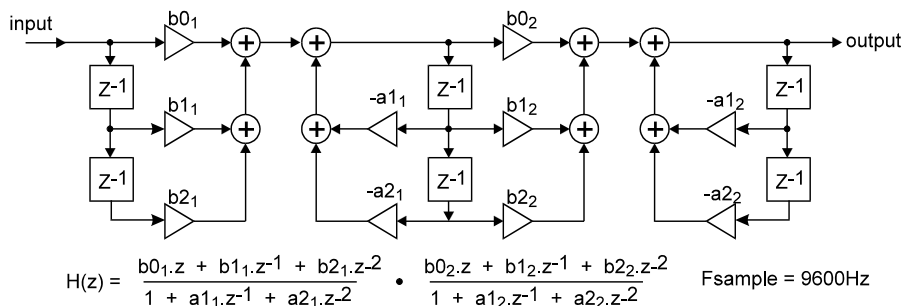 input
b0₁
b0₂
output
z-1
z-1
z-1
b1₁
-a1₁
b1₂
-a1₂
z-1
z-1
z-1
b2₁
-a2₁
b2₂
-a2₂
H(z) = b0₁.z + b1₁.z-1 + b2₁.z-2 • b0₂.z + b1₂.z-1 + b2₂.z-2 Fsample = 9600Hz
1 + a1₁.z-1 + a2₁.z-2 1 + a1₂.z-1 + a2₂.z-2